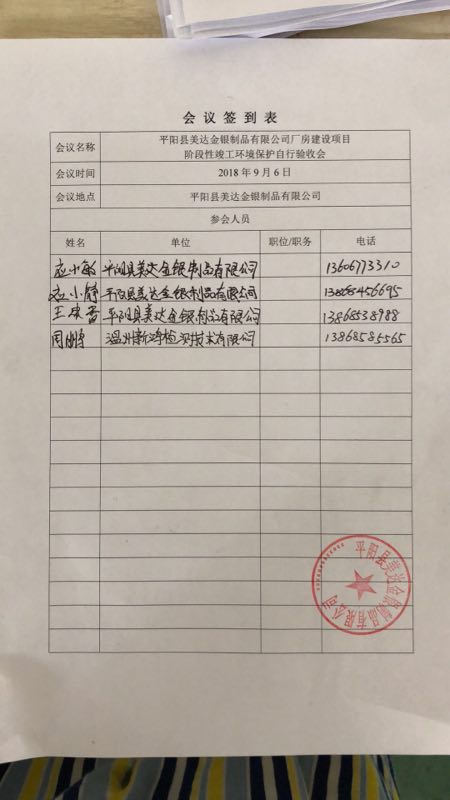 会议签到表
会议名称
平阳县美达金银制品有限公司厂房建设项目
阶段性竣工环境保护自行验收会
会议时间 2018 年 9 月 6 日
会议地点 平阳县美达金银制品有限公司
参会人员
姓名 单位 职位/职务 电话
应小敏 平阳县美达金银制品有限公司 13606773310
应小静 平阳县美达金银制品有限公司 13868456695
王 平阳县美达金银制品有限公司 13868538988
周鹏 温州新鸿检测技术有限公司 13868585565
平阳县美达金银制品有限公司